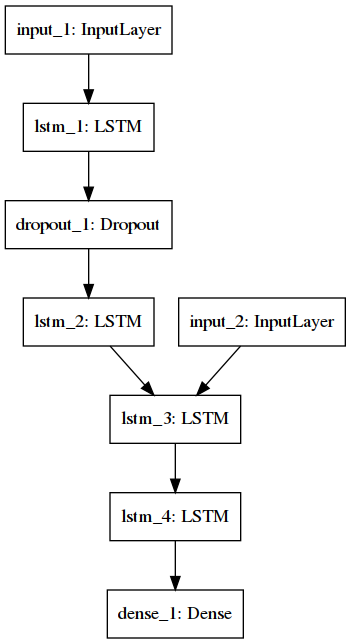 input_1: InputLayer
lstm_1: LSTM
dropout_1: Dropout
lstm_2: LSTM
input_2: InputLayer
lstm_3: LSTM
lstm_4: LSTM
dense_1: Dense